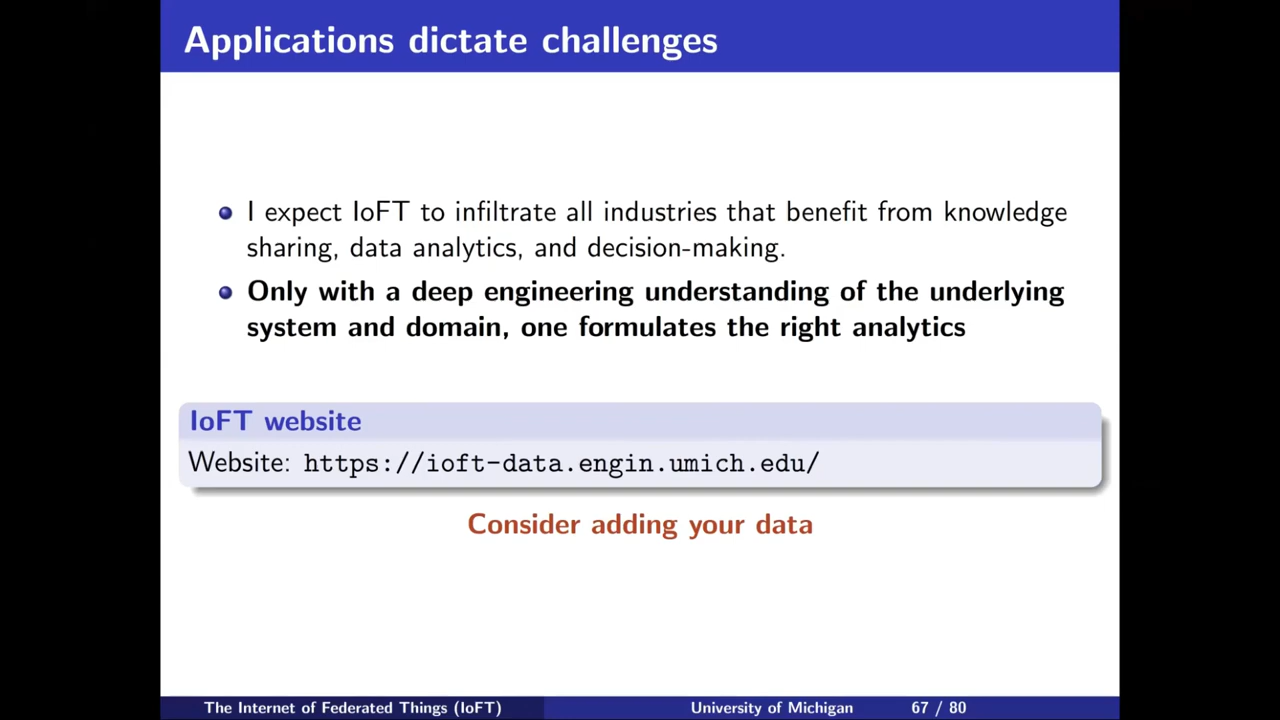 Applications dictate challenges
I expect IoFT to infiltrate all industries that benefit from knowledge
sharing, data analytics, and decision-making.
Only with a deep engineering understanding of the underlying
system and domain, one formulates the right analytics
IoFT website
Website: https://ioft-data.engin.umich.edu/
Consider adding your data
The Internet of Federated Things (IoFT) University of Michigan 67 / 80